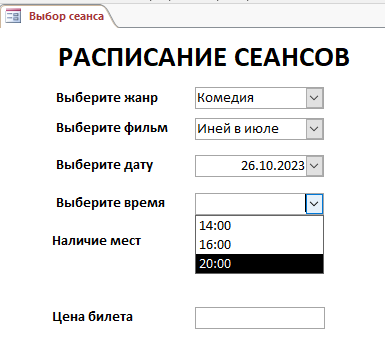 Выбор сеанса
РАСПИСАНИЕ СЕАНСОВ
Выберите жанр Комедия
Выберите фильм Иней в июле
Выберите дату 26.10.2023
Выберите время
14:00
16:00
Наличие мест
20:00
Цена билета